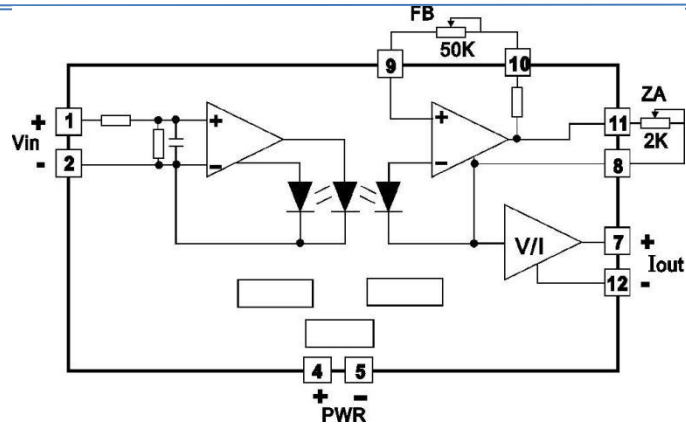 FB
50K
9
10
ZA
+ 1
11
2K
Vin
- 2
8
+
-
+
-
V/I
7 +
Iout
12 -
4
5
+ -
PWR